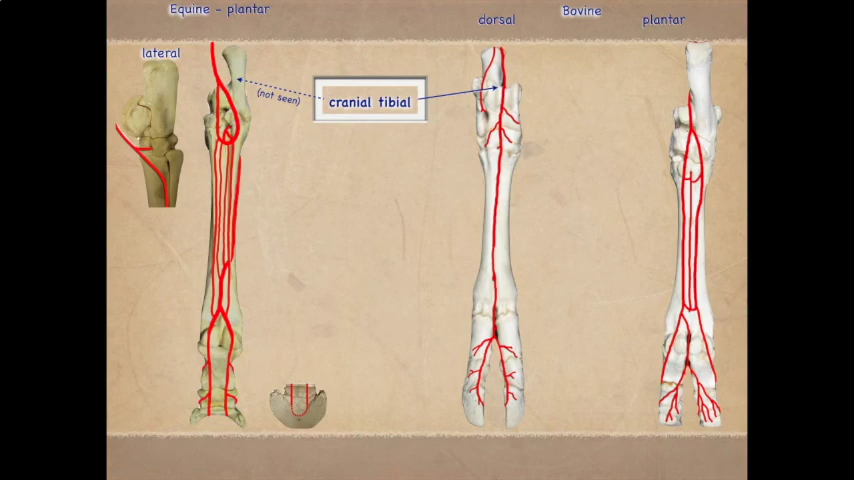 Equine - plantar
Bovine
dorsal
plantar
lateral
(not seen)
cranial tibial